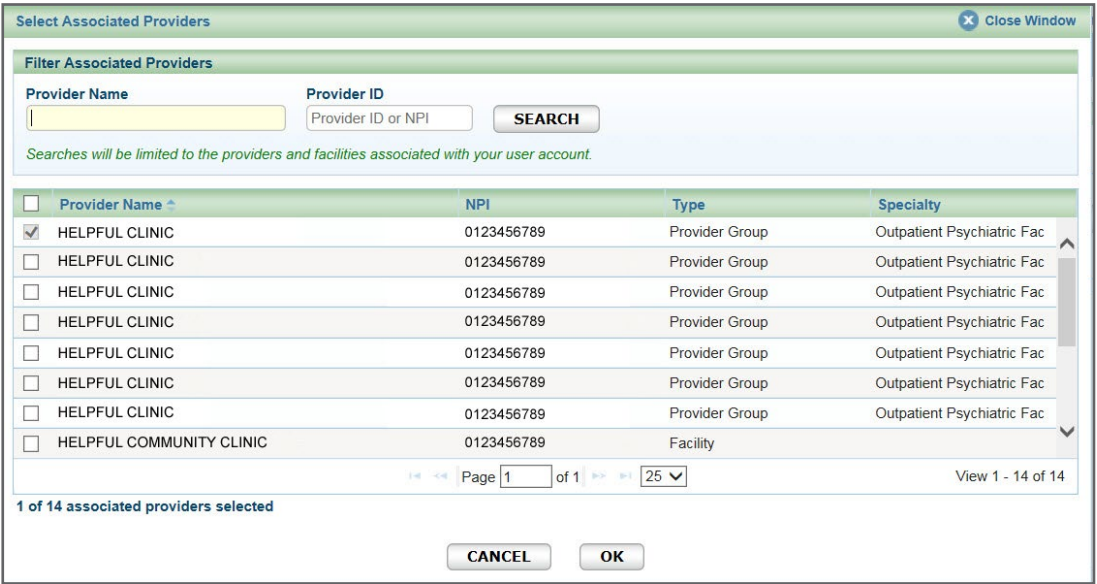 Select Associated Providers Close Window
Filter Associated Providers
Provider Name Provider ID
Provider ID or NPI SEARCH
Searches will be limited to the providers and facilities associated with your user account.
Provider Name NPI Type Specialty
HELPFUL CLINIC 0123456789 Provider Group Outpatient Psychiatric Fac
HELPFUL CLINIC 0123456789 Provider Group Outpatient Psychiatric Fac
HELPFUL CLINIC 0123456789 Provider Group Outpatient Psychiatric Fac
HELPFUL CLINIC 0123456789 Provider Group Outpatient Psychiatric Fac
HELPFUL CLINIC 0123456789 Provider Group Outpatient Psychiatric Fac
HELPFUL CLINIC 0123456789 Provider Group Outpatient Psychiatric Fac
HELPFUL CLINIC 0123456789 Provider Group Outpatient Psychiatric Fac
HELPFUL COMMUNITY CLINIC 0123456789 Facility
Page 1 of 1 25 View 1 - 14 of 14
1 of 14 associated providers selected
CANCEL OK